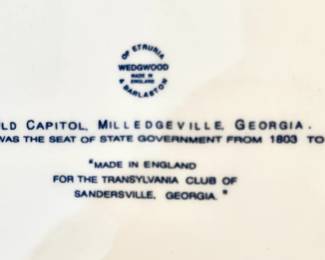 OF ETRURIA
WEDGWOOD
MADE IN
ENGLAND
& BARLASTON
LD CAPITOL, MILLEDGEVILLE, GEORGIA.
WAS THE SEAT OF STATE GOVERNMENT FROM 1803 TO
"MADE IN ENGLAND
FOR THE TRANSYLVANIA CLUB OF
SANDERSVILLE, GEORGIA."